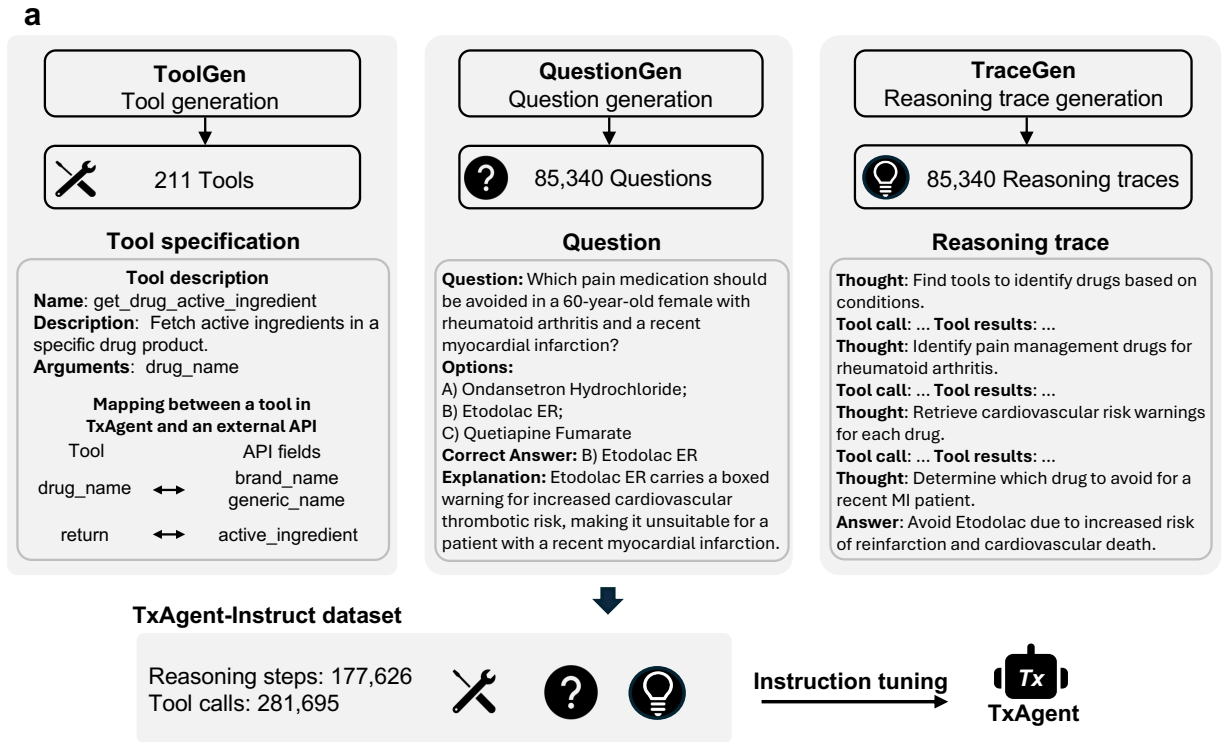 a
ToolGen
Tool generation
211 Tools
Tool specification
Tool description
Name: get_drug_active_ingredient
Description: Fetch active ingredients in a
specific drug product.
Arguments: drug_name
Mapping between a tool in
TxAgent and an external API
Tool API fields
drug_name brand_name
generic_name
return active_ingredient
QuestionGen
Question generation
85,340 Questions
Question
Question: Which pain medication should
be avoided in a 60-year-old female with
rheumatoid arthritis and a recent
myocardial infarction?
Options:
A) Ondansetron Hydrochloride;
B) Etodolac ER;
C) Quetiapine Fumarate
Correct Answer: B) Etodolac ER
Explanation: Etodolac ER carries a boxed
warning for increased cardiovascular
thrombotic risk, making it unsuitable for a
patient with a recent myocardial infarction.
TraceGen
Reasoning trace generation
85,340 Reasoning traces
Reasoning trace
Thought: Find tools to identify drugs based on
conditions.
Tool call: ... Tool results: ...
Thought: Identify pain management drugs for
rheumatoid arthritis.
Tool call: ... Tool results: ...
Thought: Retrieve cardiovascular risk warnings
for each drug.
Tool call: ... Tool results: ...
Thought: Determine which drug to avoid for a
recent MI patient.
Answer: Avoid Etodolac due to increased risk
of reinfarction and cardiovascular death.
TxAgent-Instruct dataset
Reasoning steps: 177,626
Tool calls: 281,695
?
Instruction tuning
Tx
TxAgent